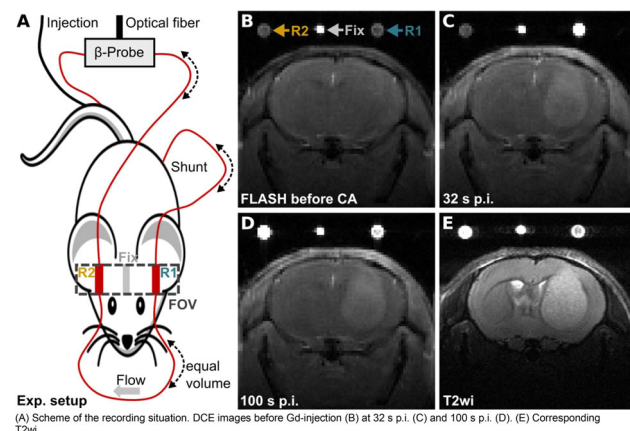 A
Injection
Optical fiber
β-Probe
Shunt
Fix
R2
R1
FOV
Flow
equal
volume
Exp. setup
B
R2
Fix
R1
FLASH before CA
C
32 s p.i.
D
100 s p.i.
E
T2wi
(A) Scheme of the recording situation. DCE images before Gd-injection (B) at 32 s p.i. (C) and 100 s p.i. (D). (E) Corresponding
T2wi